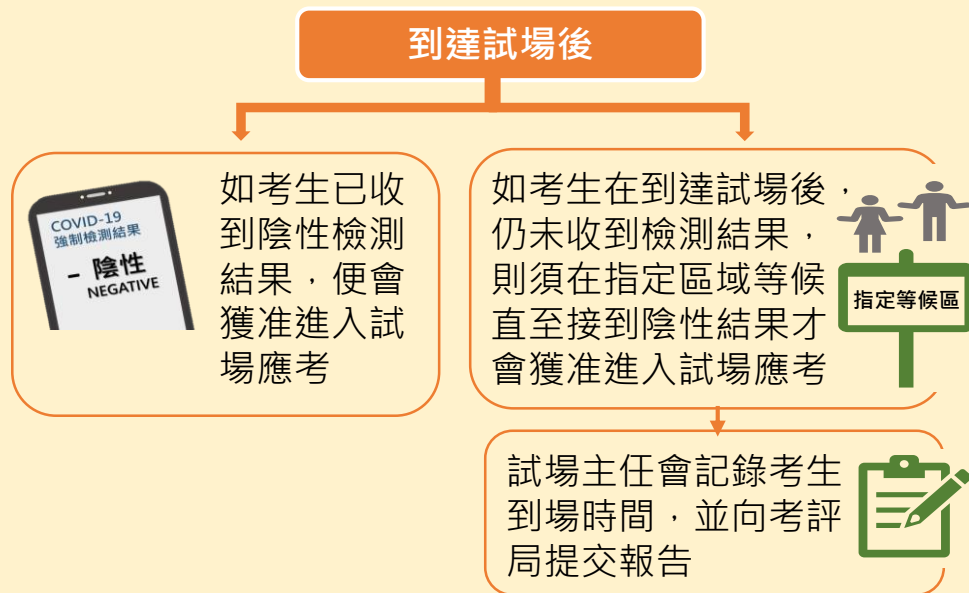 到達試場後
COVID-19
強制檢測結果
- 陰性
NEGATIVE
如考生已收
到陰性檢測
結果，便會
獲准進入試
場應考
如考生在到達試場後，
仍未收到檢測結果，
則須在指定區域等候
直至接到陰性結果才
會獲准進入試場應考
指定等候區
試場主任會記錄考生
到場時間，並向考評
局提交報告